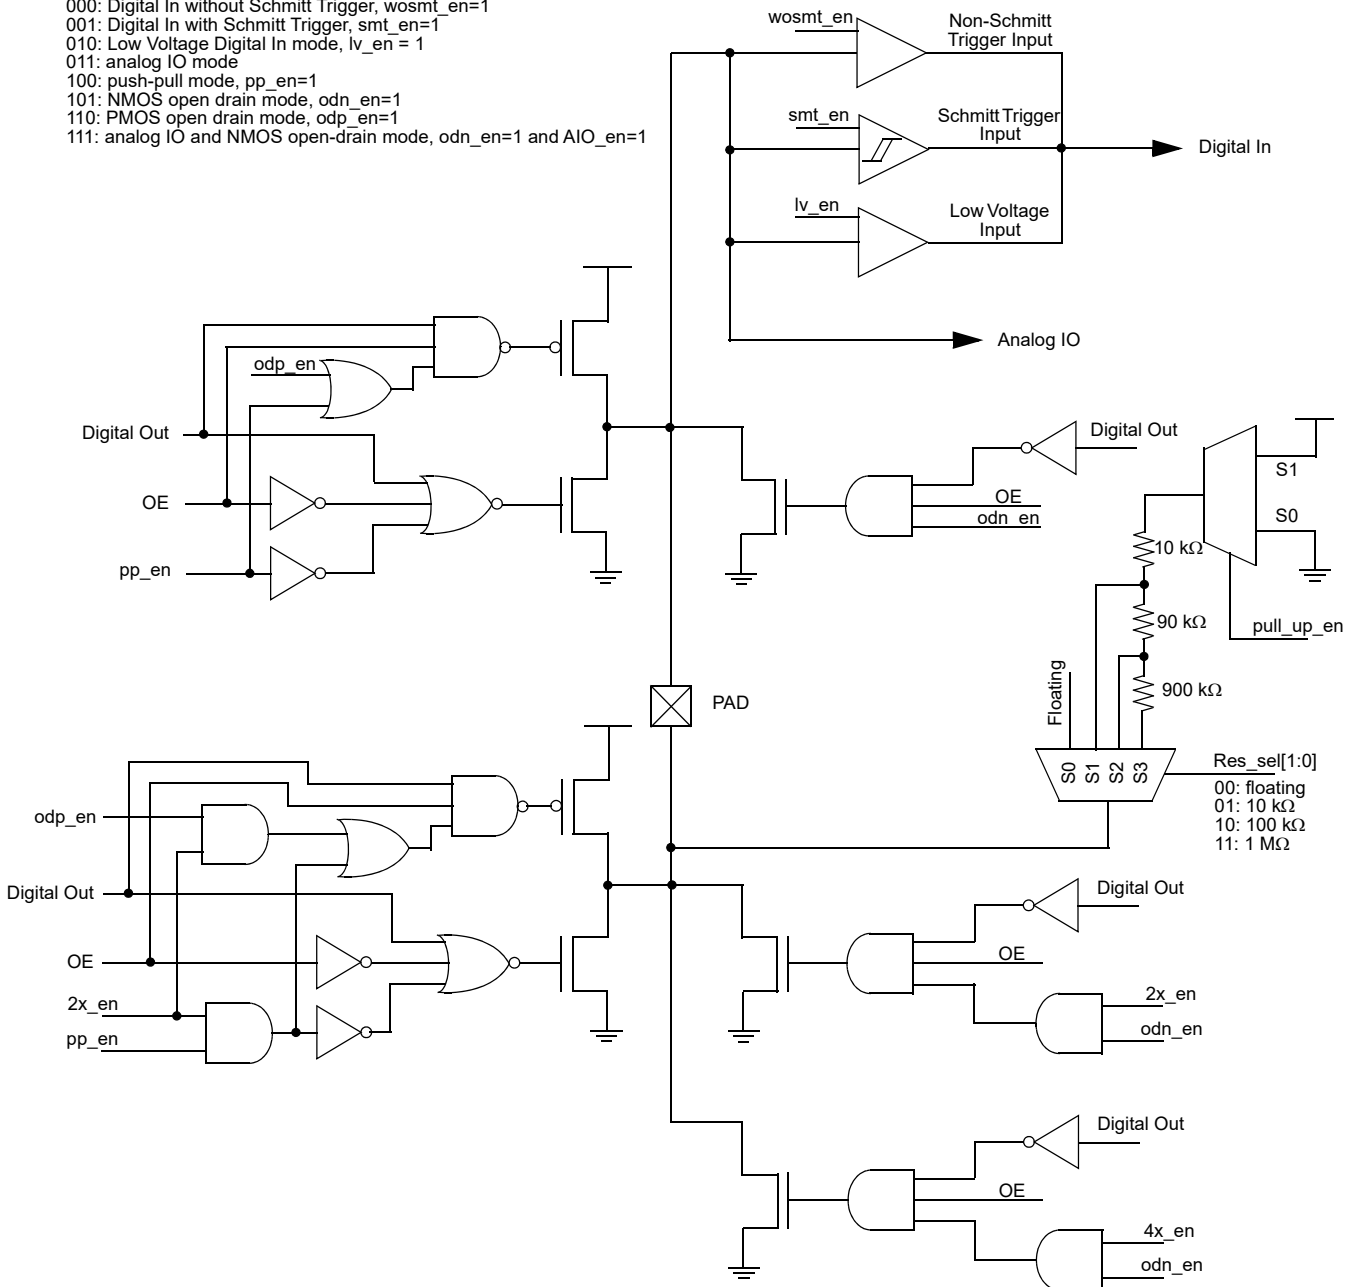 000: Digital In without Schmitt Trigger, wosmt_en=1
001: Digital In with Schmitt Trigger, smt_en=1
010: Low Voltage Digital In mode, lv_en = 1
011: analog IO mode
100: push-pull mode, pp_en=1
101: NMOS open drain mode, odn_en=1
110: PMOS open drain mode, odp_en=1
111: analog IO and NMOS open-drain mode, odn_en=1 and AIO_en=1
wosmt_en
Non-Schmitt
Trigger Input
smt_en
Schmitt Trigger
Input
Digital In
lv_en
Low Voltage
Input
Analog IO
odp_en
Digital Out
OE
pp_en
Digital Out
OE
odn_en
S1
S0
10 kΩ
90 kΩ
pull_up_en
900 kΩ
Floating
S0
S1
S2
S3
Res_sel[1:0]
00: floating
01: 10 kΩ
10: 100 kΩ
11: 1 MΩ
PAD
odp_en
Digital Out
OE
2x_en
pp_en
Digital Out
OE
2x_en
odn_en
Digital Out
OE
4x_en
odn_en